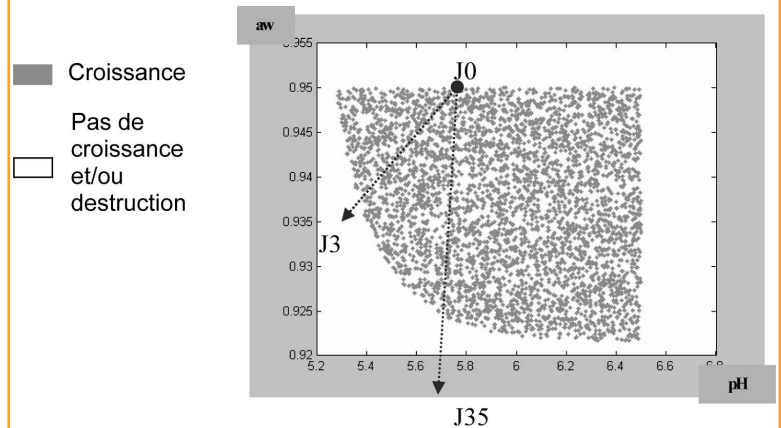 aw
Croissance
Pas de
croissance
et/ou
destruction
0.955
0.95
0.945
0.94
0.935
0.93
0.925
0.92
J0
J3
5.2 5.4 5.6 5.8 6 6.2 6.4 6.6 6.8
pH
J35